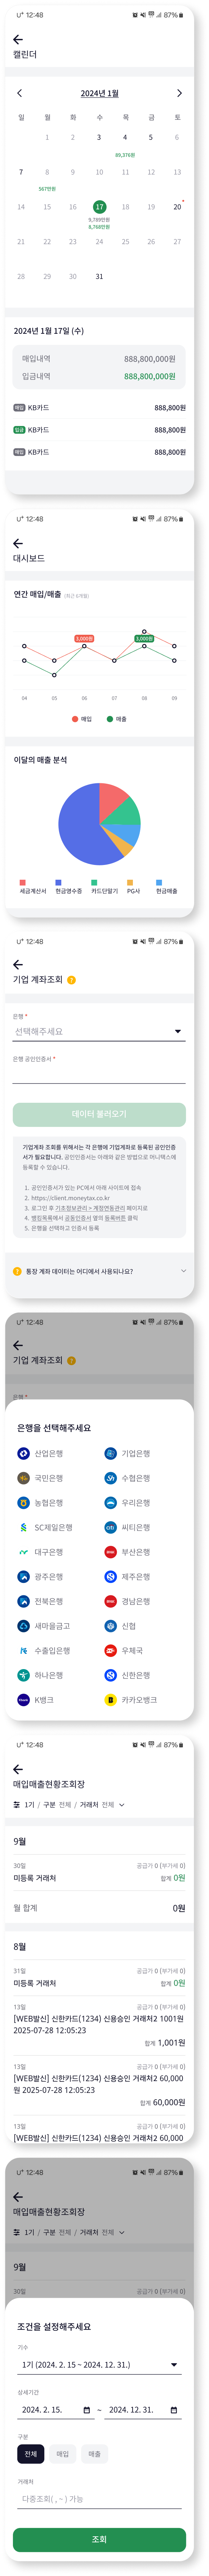 U⁺ 12:48 87%
캘린더
2024년 1월
일 월 화 수 목 금 토
1 2 3 4 5 6
89,376원
7 8 9 10 11 12 13
567만원
14 15 16 17 18 19 20
9,789만원
8,768만원
21 22 23 24 25 26 27
28 29 30 31
2024년 1월 17일 (수)
매입내역 888,800,000원
입금내역 888,800,000원
매입 KB카드 888,800원
입금 KB카드 888,800원
매입 KB카드 888,800원
U⁺ 12:48 87%
대시보드
연간 매입/매출 (최근 6개월)
3,000원 3,000원
04 05 06 07 08 09
매입 매출
이달의 매출 분석
세금계산서 현금영수증 카드단말기 PG사 현금매출
U⁺ 12:48 87%
기업 계좌조회 ?
은행 *
선택해주세요
은행 공인인증서 *
데이터 불러오기
기업계좌 조회를 위해서는 각 은행에 기업계좌로 등록된 공인인증
서가 필요합니다. 공인인증서는 아래와 같은 방법으로 머니텍스에
등록할 수 있습니다.
1. 공인인증서가 있는 PC에서 아래 사이트에 접속
2. https://client.moneytax.co.kr
3. 로그인 후 기초정보관리 > 계정연동관리 페이지로
4. 뱅킹목록에서 공동인증서 옆의 등록버튼 클릭
5. 은행을 선택하고 인증서 등록
? 통장 계좌 데이터는 어디에서 사용되나요?
U⁺ 12:48 87%
기업 계좌조회 ?
은행 *
은행을 선택해주세요
산업은행 기업은행
국민은행 수협은행
농협은행 우리은행
SC제일은행 씨티은행
대구은행 부산은행
광주은행 제주은행
전북은행 경남은행
새마을금고 신협
수출입은행 우체국
하나은행 신한은행
K뱅크 카카오뱅크
U⁺ 12:48 87%
매입매출현황조회장
1기 / 구분 전체 / 거래처 전체
9월
30일 공급가 0 (부가세 0)
미등록 거래처 합계 0원
월 합계 0원
8월
31일 공급가 0 (부가세 0)
미등록 거래처 합계 0원
13일 공급가 0 (부가세 0)
[WEB발신] 신한카드(1234) 신용승인 거래처2 1001원
2025-07-28 12:05:23
합계 1,001원
13일 공급가 0 (부가세 0)
[WEB발신] 신한카드(1234) 신용승인 거래처2 60,000
원 2025-07-28 12:05:23
합계 60,000원
13일 공급가 0 (부가세 0)
[WEB발신] 신한카드(1234) 신용승인 거래처2 60,000
U⁺ 12:48 87%
매입매출현황조회장
1기 / 구분 전체 / 거래처 전체
9월
30일 공급가 0 (부가세 0)
조건을 설정해주세요
기수
1기 (2024. 2. 15 ~ 2024. 12. 31.)
상세기간
2024. 2. 15. ~ 2024. 12. 31.
구분
전체 매입 매출
거래처
다중조회( , ~ ) 가능
조회